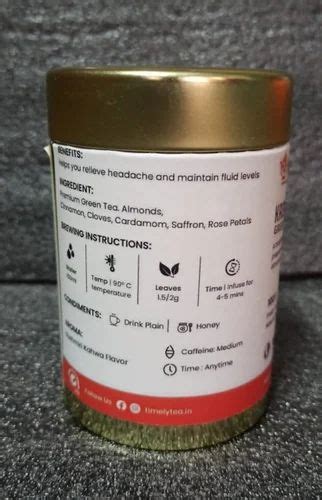 BENEFITS:
Helps you relieve headache and maintain fluid levels
INGREDIENT:
Premium Green Tea, Almonds,
Cinnamon, Cloves, Cardamom, Saffron, Rose Petals
BREWING INSTRUCTIONS:
Water
Temp | 90° C
temperature
Leaves
1.5/2g
Time | Infuse for
4-5 mins
CONDIMENTS:
Drink Plain
Honey
AROMA:
Kahwa Flavor
Caffeine: Medium
Time : Anytime
Follow Us
timelytea.in